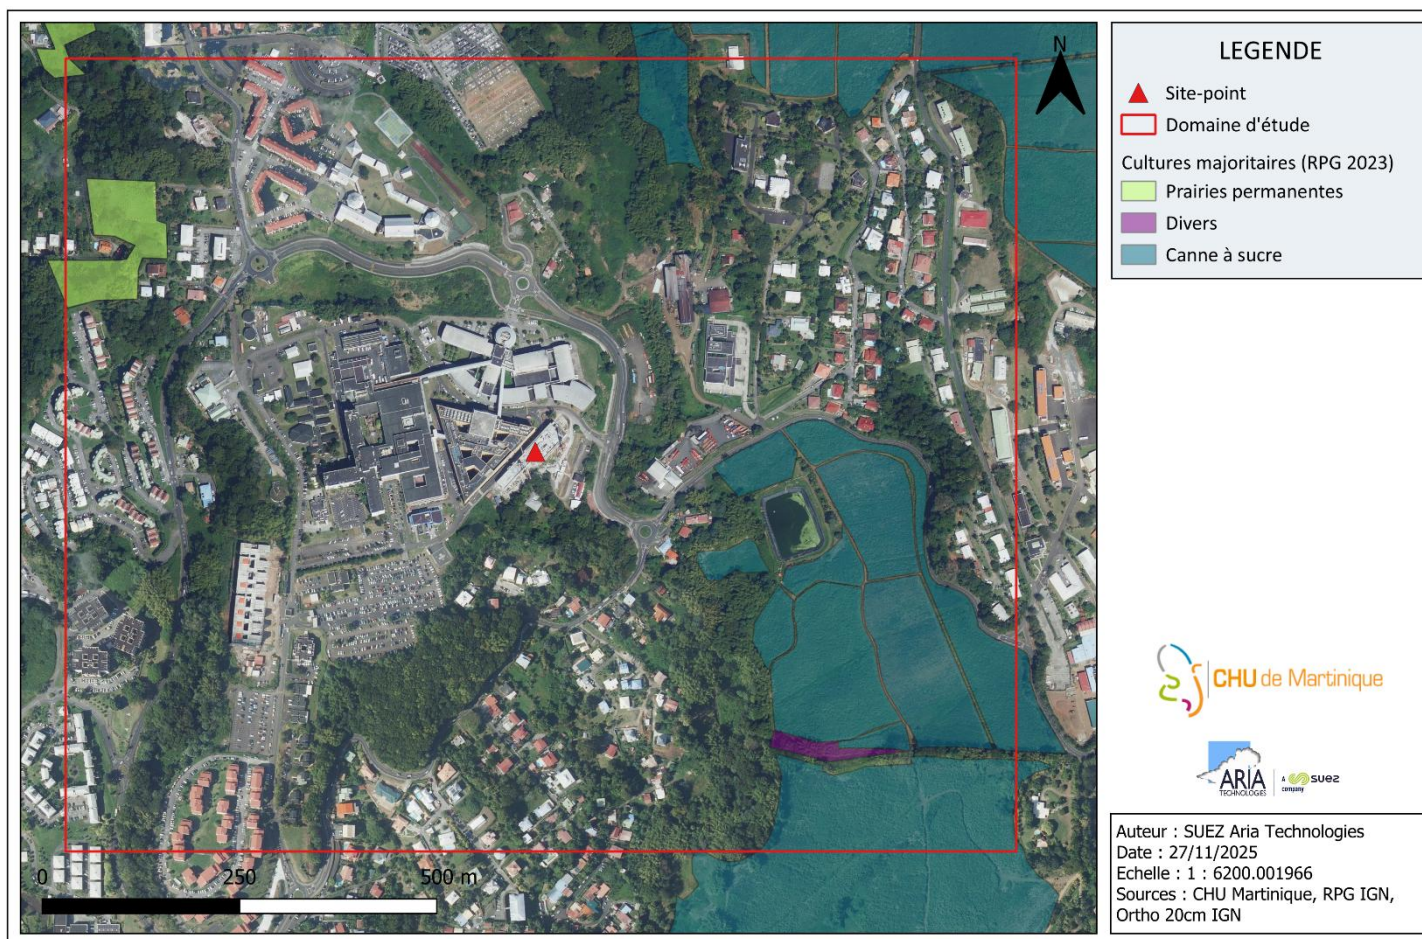 N
LEGENDE
Site-point
Domaine d'étude
Cultures majoritaires (RPG 2023)
Prairies permanentes
Divers
Canne à sucre
0 250 500 m
CHU de Martinique
ARIA
TECHNOLOGIES
A suez
company
Auteur : SUEZ Aria Technologies
Date : 27/11/2025
Echelle : 1 : 6200.001966
Sources : CHU Martinique, RPG IGN,
Ortho 20cm IGN